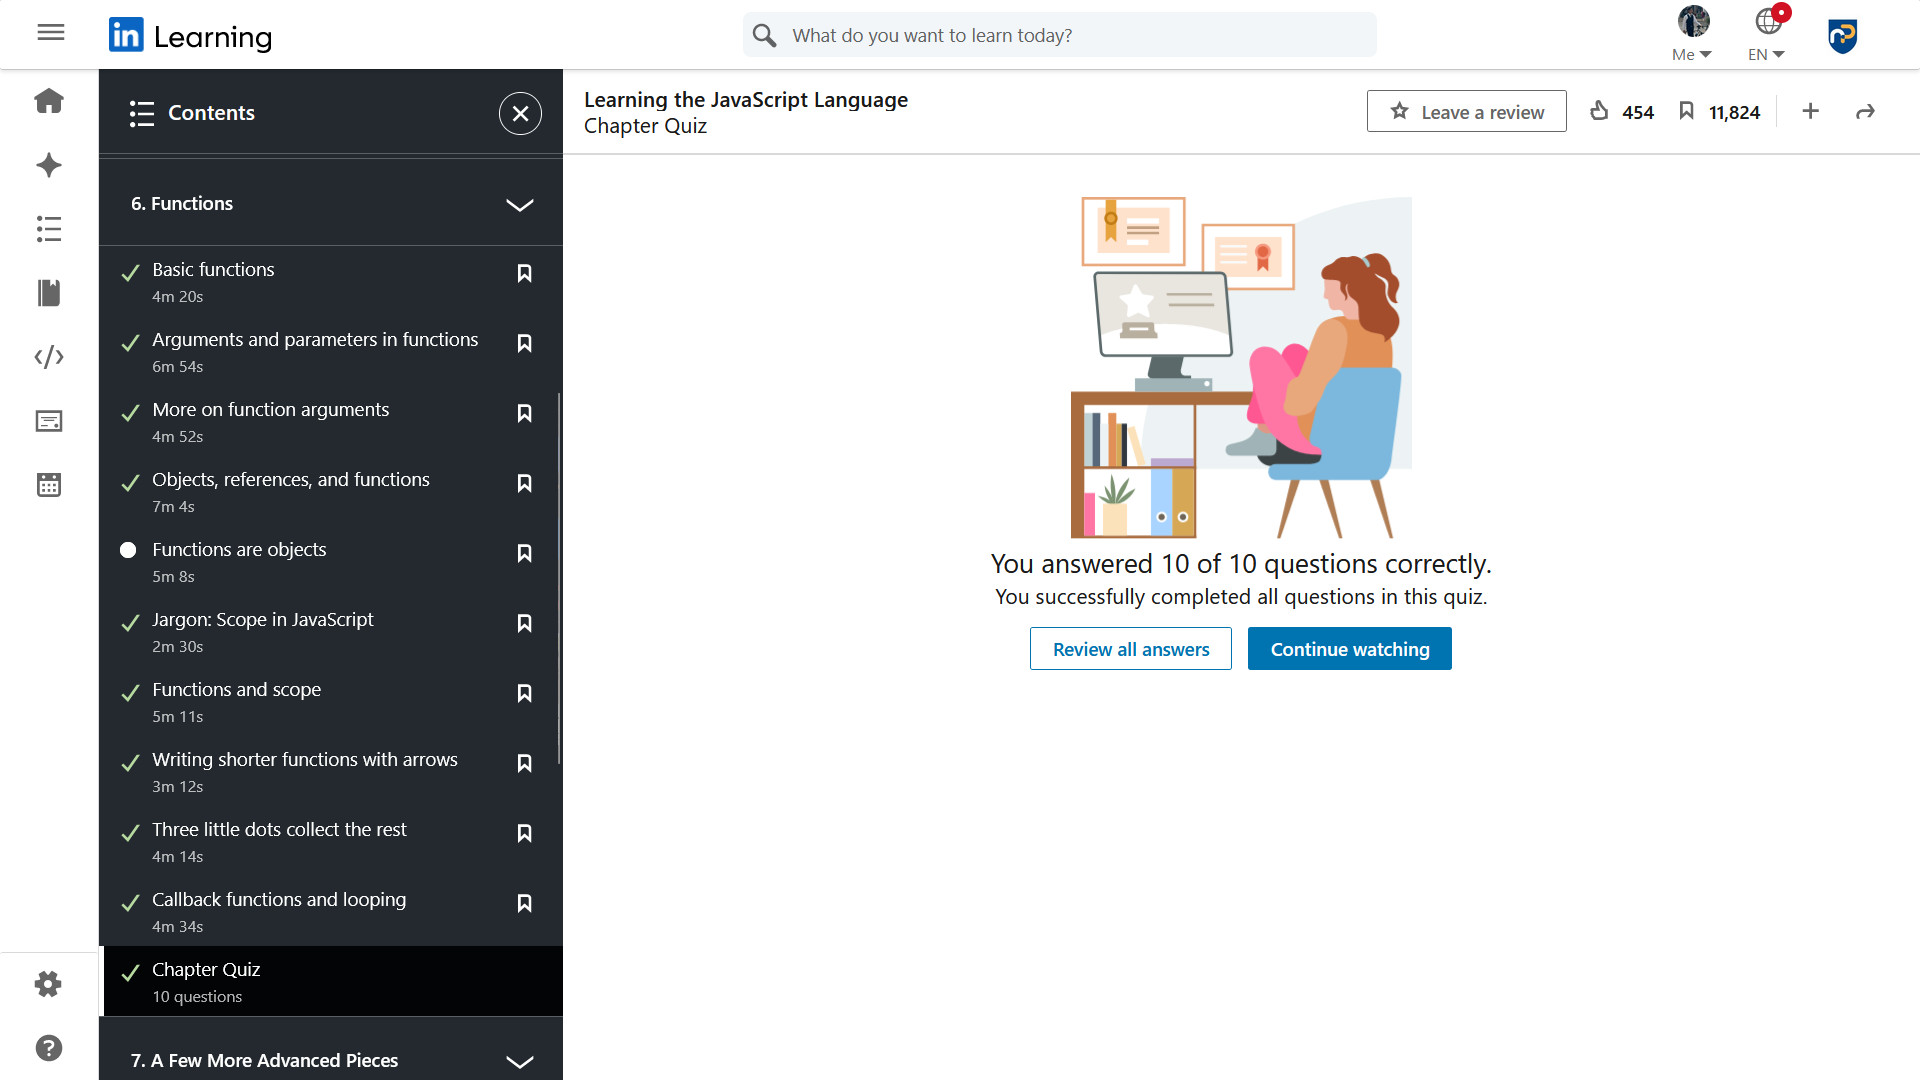 in Learning
What do you want to learn today?
Me
EN
Contents
Learning the JavaScript Language
Chapter Quiz
Leave a review
454
11,824
6. Functions
Basic functions
4m 20s
Arguments and parameters in functions
6m 54s
More on function arguments
4m 52s
Objects, references, and functions
7m 4s
Functions are objects
5m 8s
Jargon: Scope in JavaScript
2m 30s
Functions and scope
5m 11s
Writing shorter functions with arrows
3m 12s
Three little dots collect the rest
4m 14s
Callback functions and looping
4m 34s
Chapter Quiz
10 questions
7. A Few More Advanced Pieces
You answered 10 of 10 questions correctly.
You successfully completed all questions in this quiz.
Review all answers
Continue watching